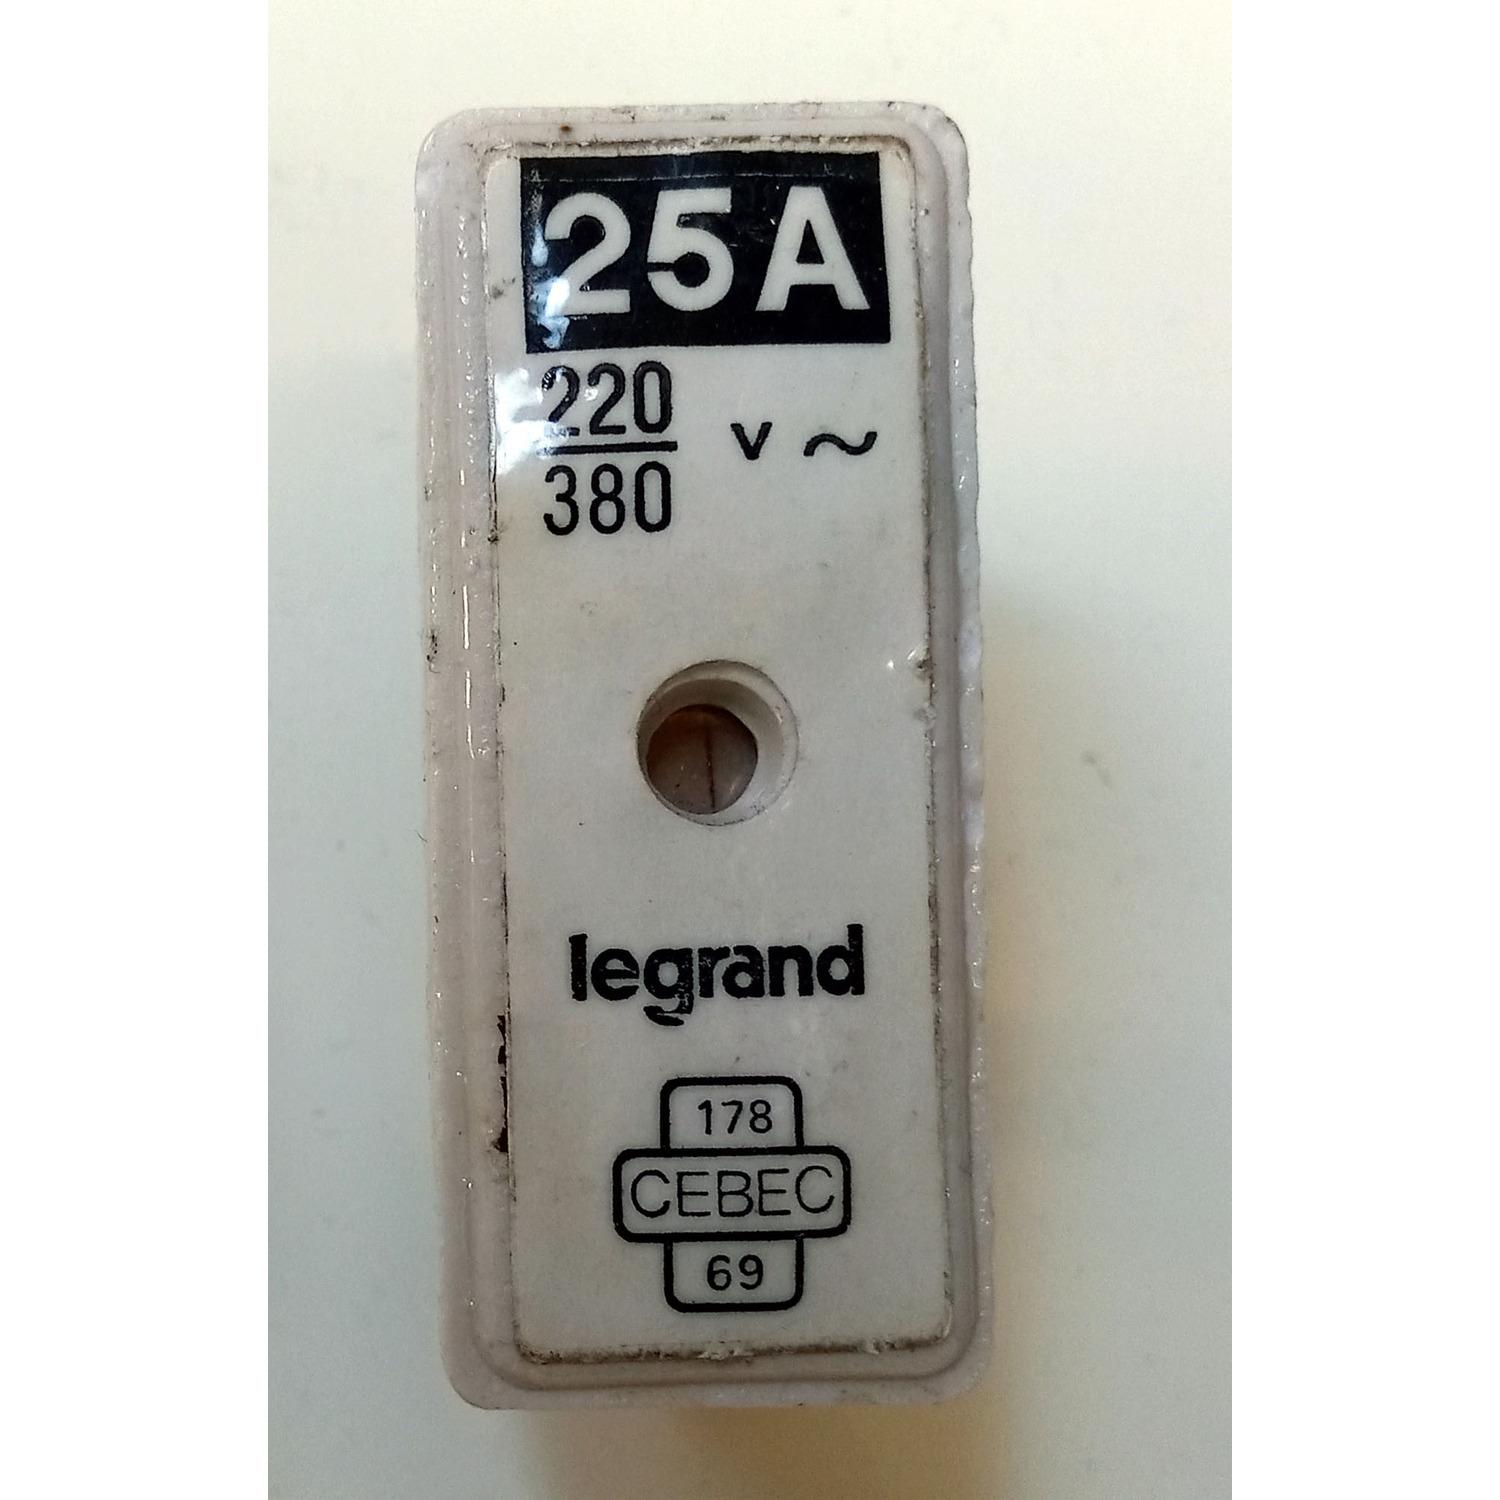 25A
220
380 V ~
legrand
178
CEBEC
69